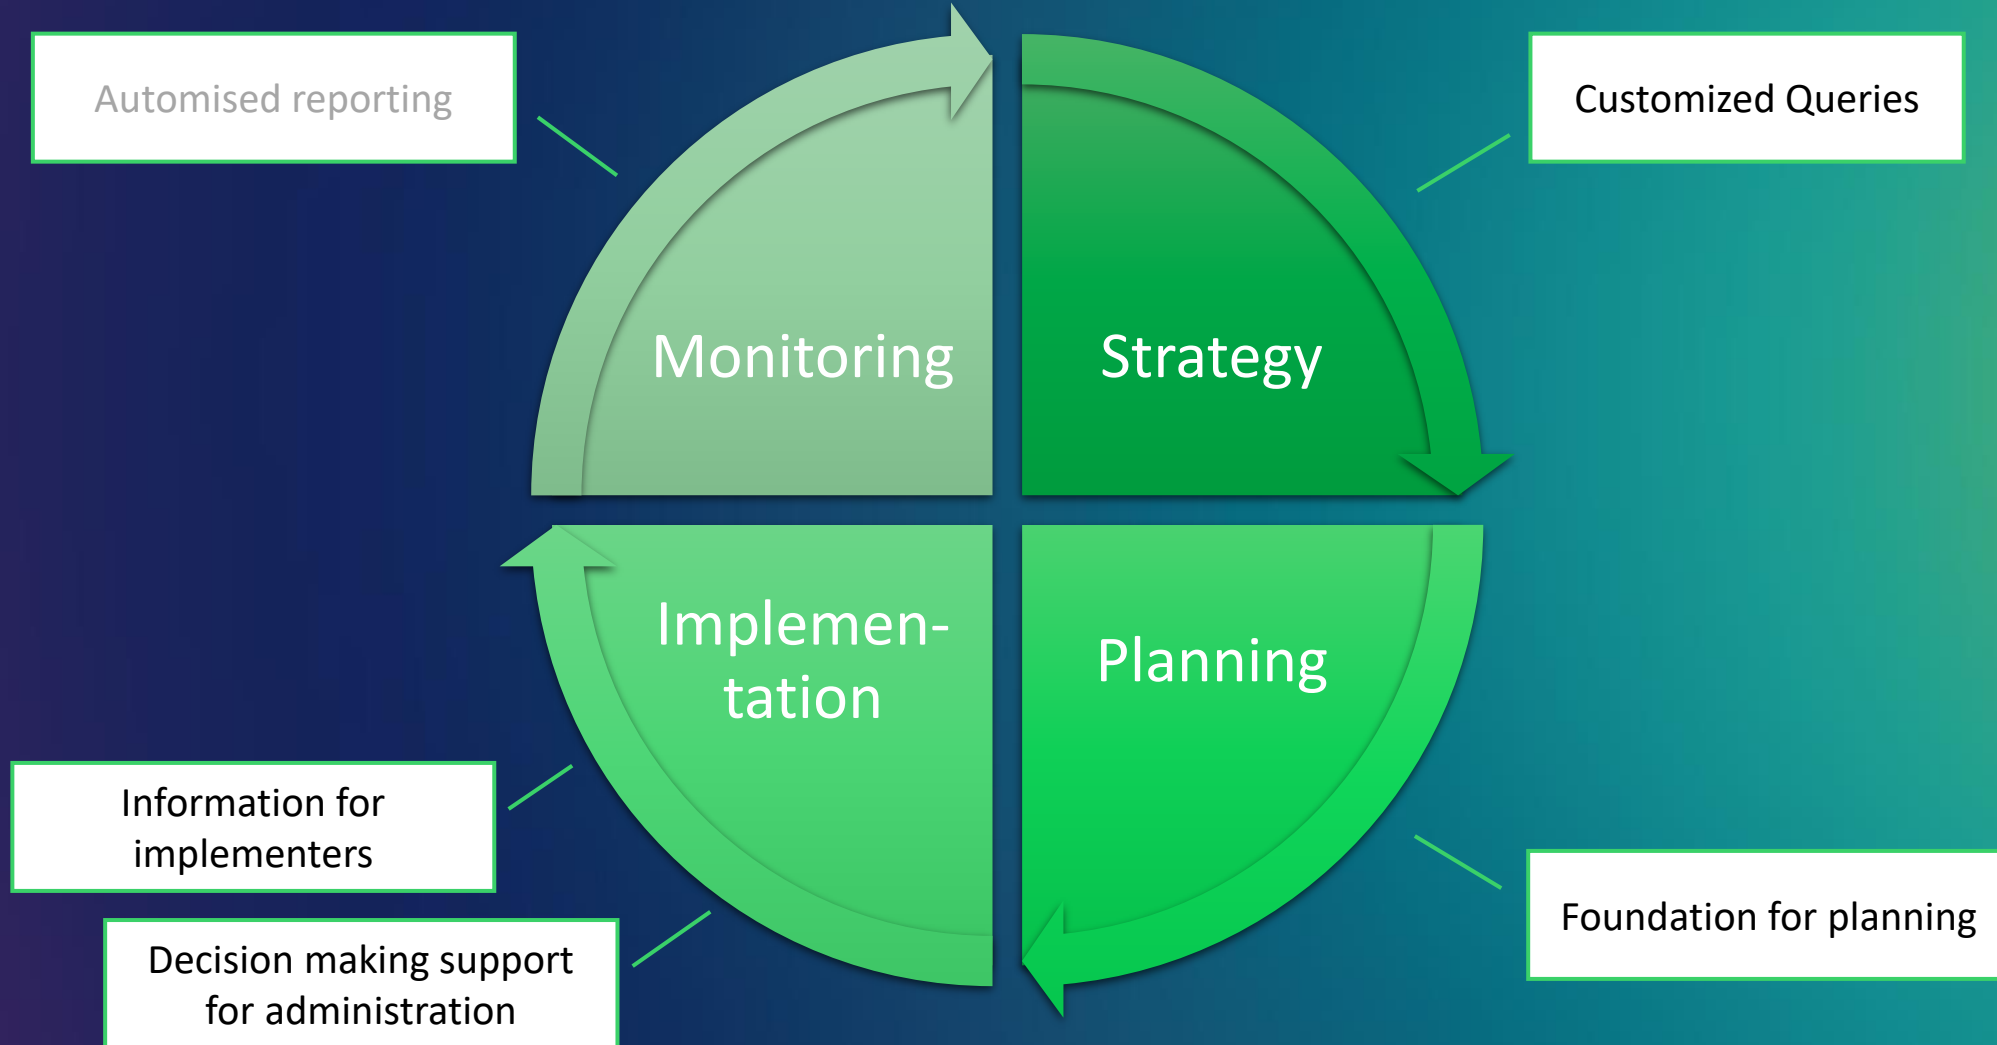 Automised reporting
Customized Queries
Monitoring
Strategy
Implemen-
tation
Planning
Information for
implementers
Foundation for planning
Decision making support
for administration